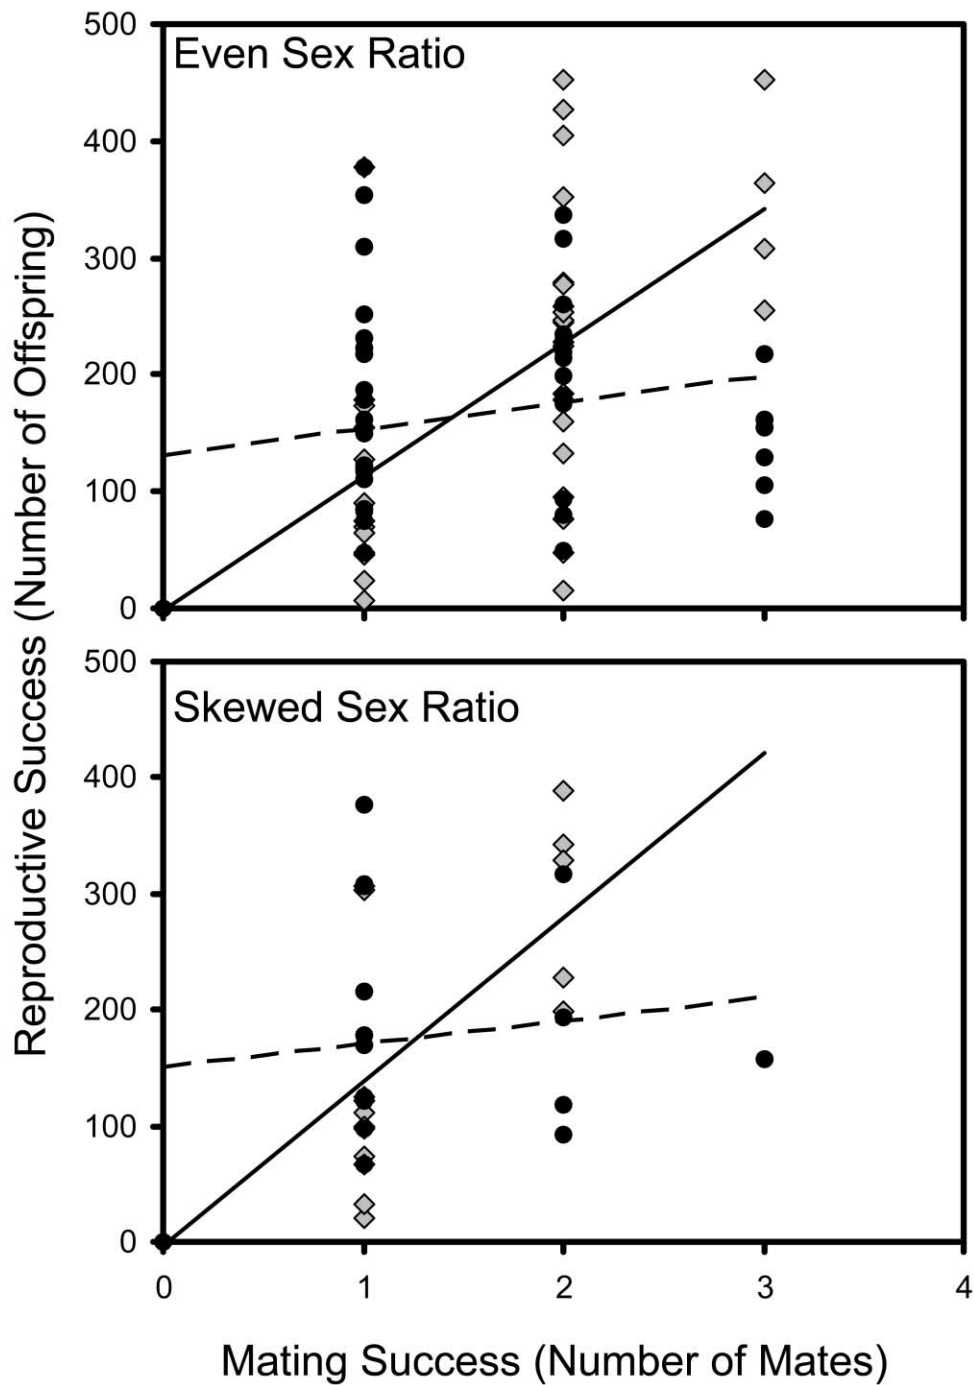 Reproductive Success (Number of Offspring)
500
Even Sex Ratio
400
300
200
100
0
500
Skewed Sex Ratio
400
300
200
100
0
0 1 2 3 4
Mating Success (Number of Mates)